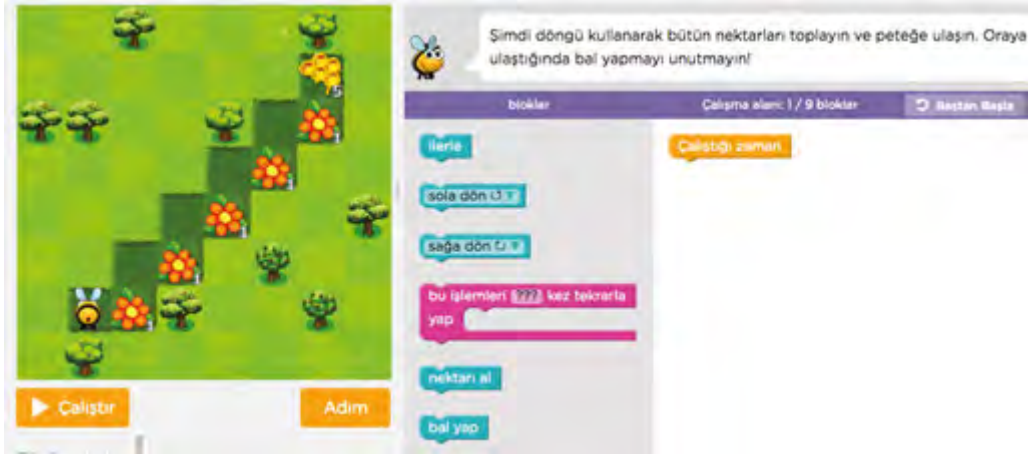 Şimdi döngü kullanarak bütün nektarları toplayın ve peteğe ulaşın. Oraya
ulaştığında bal yapmayı unutmayın!
bloklar
Çalışma alanı: 1 / 9 bloklar
Baştan Başla
ilerle
Çalıştığı zaman
sola dön ↺ ▼
sağa dön ↻ ▼
bu işlemleri ??? kez tekrarla
yap
nektarı al
bal yap
5
1
1
1
1
1
Çalıştır
Adım